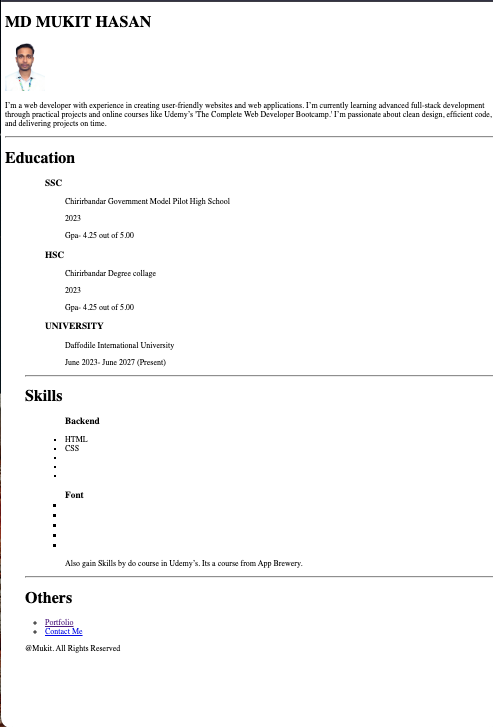 MD MUKIT HASAN
I'm a web developer with experience in creating user-friendly websites and web applications. I'm currently learning advanced full-stack development
through practical projects and online courses like Udemy's 'The Complete Web Developer Bootcamp.' I'm passionate about clean design, efficient code,
and delivering projects on time.
Education
SSC
Chirirbandar Government Model Pilot High School
2023
Gpa- 4.25 out of 5.00
HSC
Chirirbandar Degree collage
2023
Gpa- 4.25 out of 5.00
UNIVERSITY
Daffodile International University
June 2023- June 2027 (Present)
Skills
Backend
HTML
CSS
Font
Also gain Skills by do course in Udemy's. Its a course from App Brewery.
Others
Portfolio
Contact Me
@Mukit. All Rights Reserved